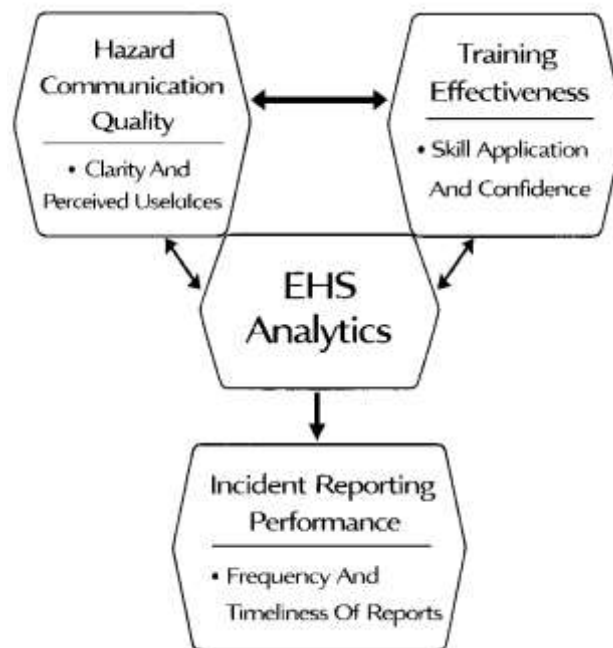 Hazard
Communication
Quality
• Clarity And
Perceived Uselulces
Training
Effectiveness
• Skill Application
And Confidence
EHS
Analytics
Incident Reporting
Performance
• Frequency And
Timeliness Of Reports